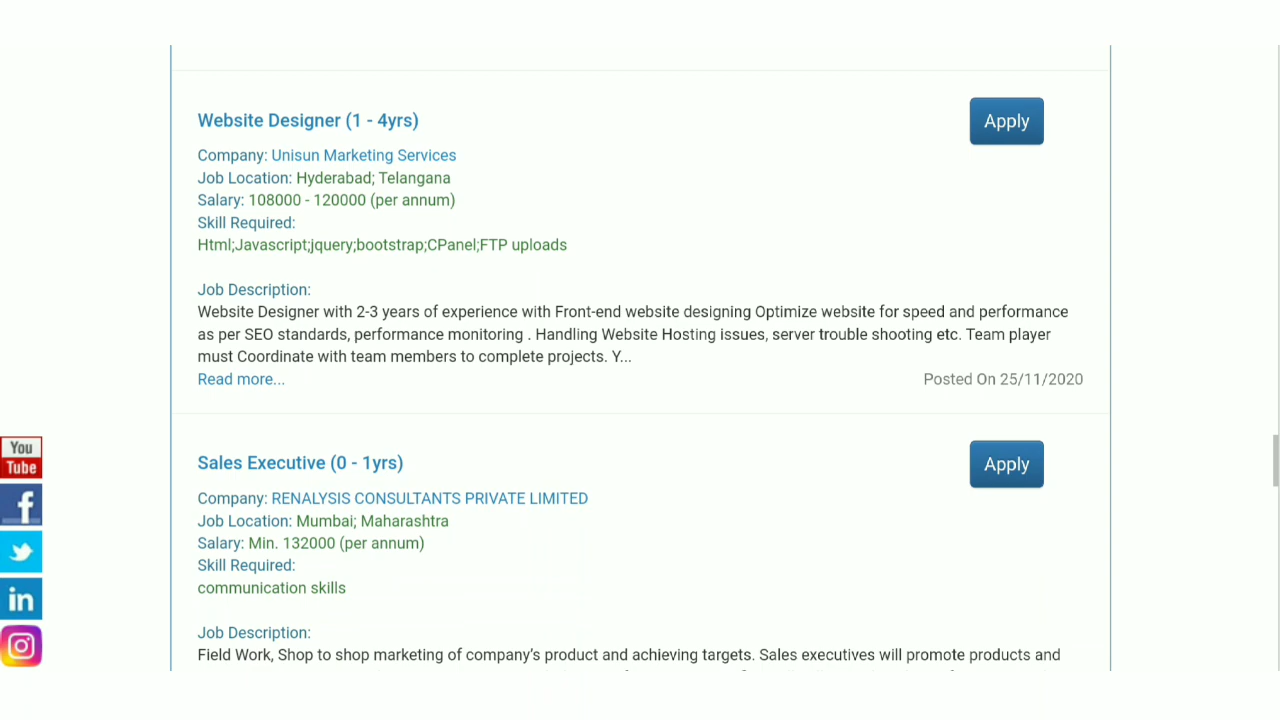 Website Designer (1 - 4yrs)
Apply
Company: Unisun Marketing Services
Job Location: Hyderabad; Telangana
Salary: 108000 - 120000 (per annum)
Skill Required:
Html;Javascript;jquery;bootstrap;CPanel;FTP uploads
Job Description:
Website Designer with 2-3 years of experience with Front-end website designing Optimize website for speed and performance
as per SEO standards, performance monitoring . Handling Website Hosting issues, server trouble shooting etc. Team player
must Coordinate with team members to complete projects. Y...
Read more...
Posted On 25/11/2020
Sales Executive (0 - 1yrs)
Apply
Company: RENALYSIS CONSULTANTS PRIVATE LIMITED
Job Location: Mumbai; Maharashtra
Salary: Min. 132000 (per annum)
Skill Required:
communication skills
Job Description:
Field Work, Shop to shop marketing of company's product and achieving targets. Sales executives will promote products and
You
Tube
f
in